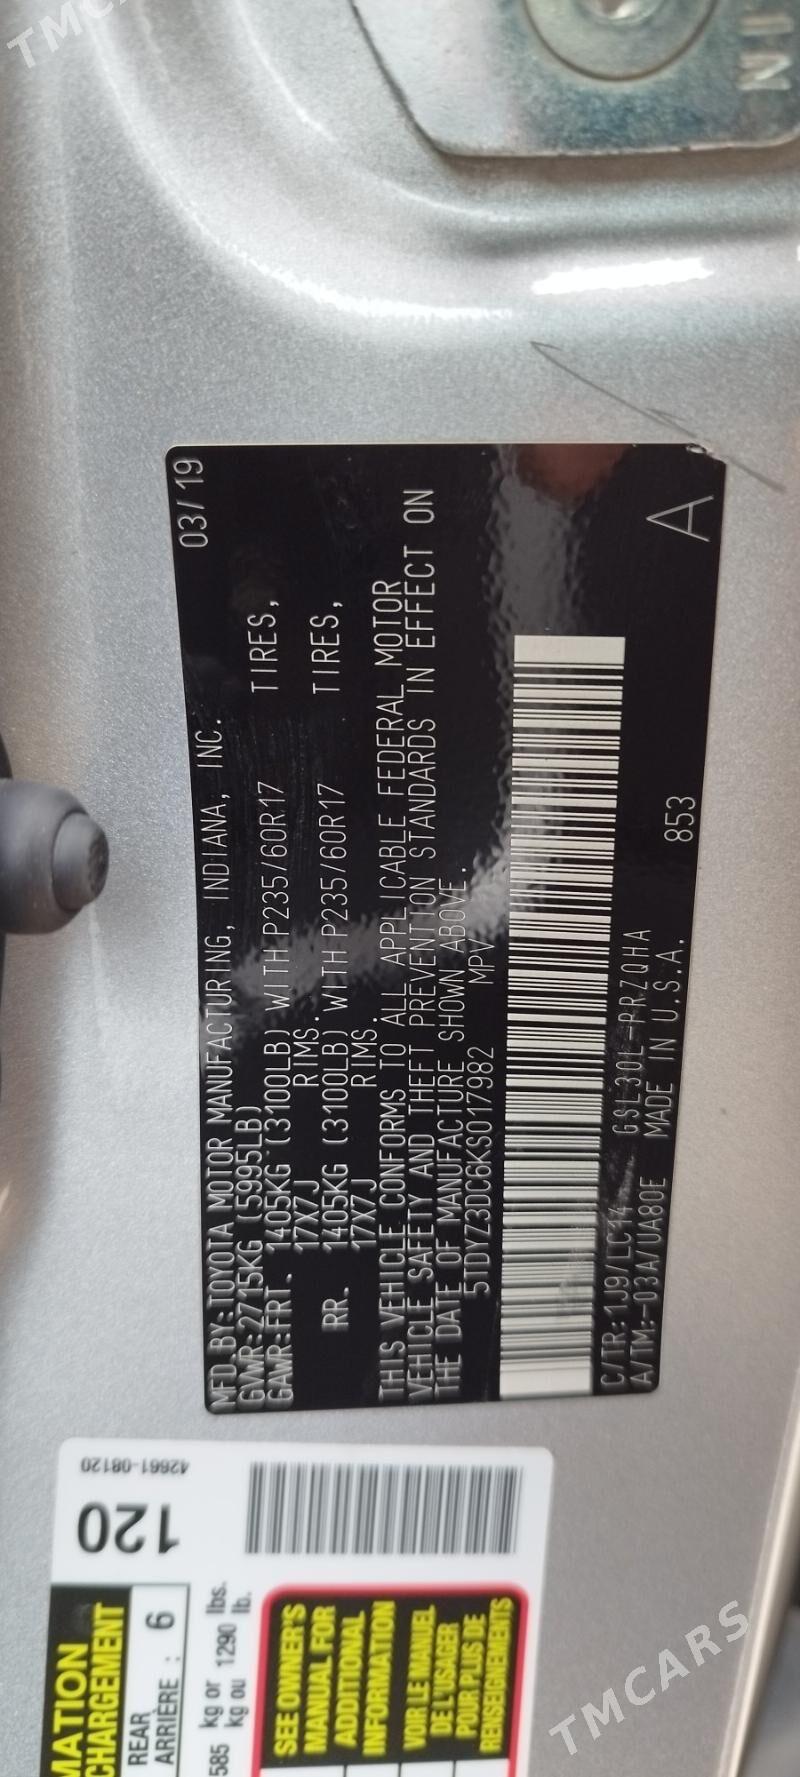 TMCARS
NI
03/19
MFD.BY:TOYOTA MOTOR MANUFACTURING, INDIANA, INC.
GVWR:2715KG (5995LB)
GAWR:FRT. 1405KG (3100LB) WITH P235/60R17 TIRES,
17X7J RIMS.
RR. 1405KG (3100LB) WITH P235/60R17 TIRES,
17X7J RIMS.
THIS VEHICLE CONFORMS TO ALL APPLICABLE FEDERAL MOTOR
VEHICLE SAFETY AND THEFT PREVENTION STANDARDS IN EFFECT ON
THE DATE OF MANUFACTURE SHOWN ABOVE.
5TDYZ3DC6KS017982 MPV
C/TR:1J9/LC14 GSL30L-PRZQHA
A/TM:-03A/UA80E MADE IN U.S.A. 853
A
42661-08120
120
MATION
CHARGEMENT
REAR
ARRIÈRE : 6
585 kg or 1290 lbs.
kg ou lb.
SEE OWNER'S
MANUAL FOR
ADDITIONAL
INFORMATION
VOIR LE MANUEL
DE L'USAGER
POUR PLUS DE
RENSEIGNEMENTS
TMCARS